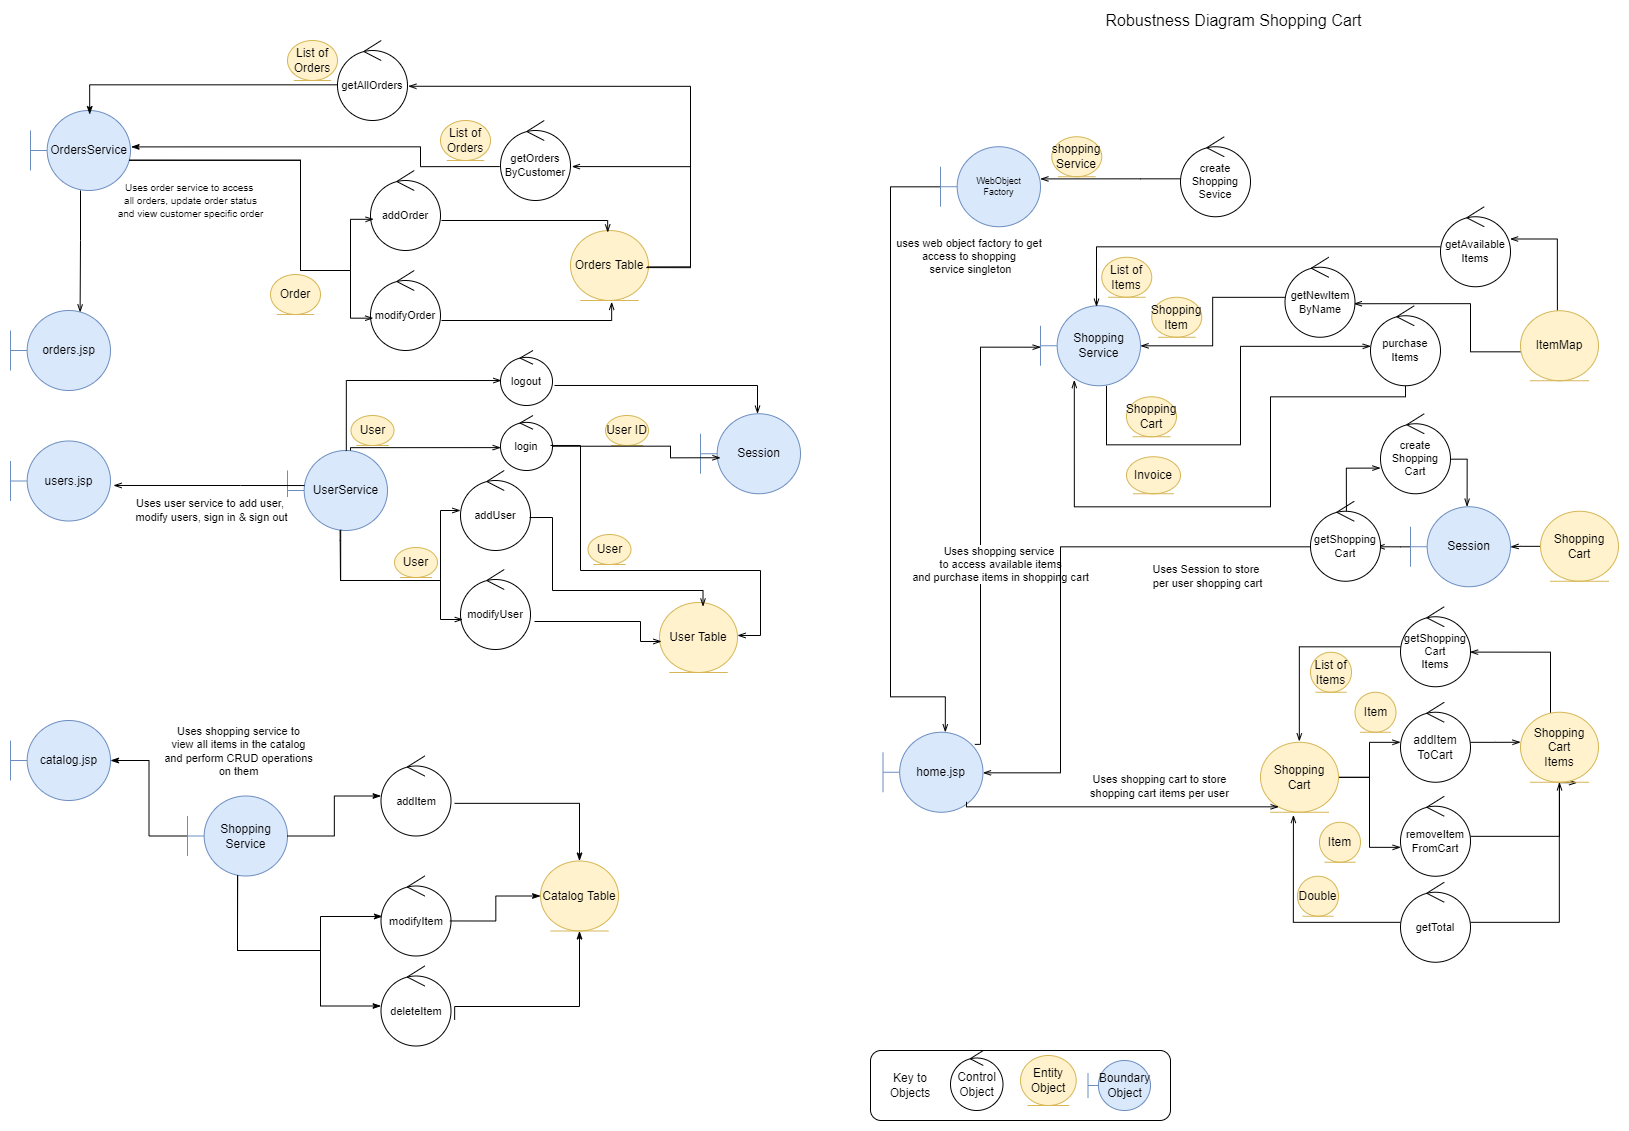 Robustness Diagram Shopping Cart
List of
Orders
getAllOrders
OrdersService
List of
Orders
getOrders
ByCustomer
Uses order service to access
all orders, update order status
and view customer specific order
addOrder
Orders Table
Order
modifyOrder
orders.jsp
logout
User
login
User ID
Session
users.jsp
UserService
Uses user service to add user,
modify users, sign in & sign out
addUser
User
User
modifyUser
User Table
catalog.jsp
Uses shopping service to
view all items in the catalog
and perform CRUD operations
on them
addItem
Shopping
Service
Catalog Table
modifyItem
deleteItem
WebObject
Factory
shopping
Service
create
Shopping
Sevice
uses web object factory to get
access to shopping
service singleton
getAvailable
Items
List of
Items
getNewItem
ByName
Shopping
Item
Shopping
Service
purchase
Items
ItemMap
Shopping
Cart
Invoice
create
Shopping
Cart
getShopping
Cart
Session
Shopping
Cart
Uses shopping service
to access available items
and purchase items in shopping cart
Uses Session to store
per user shopping cart
getShopping
Cart
Items
List of
Items
Item
addItem
ToCart
Shopping
Cart
Items
home.jsp
Uses shopping cart to store
shopping cart items per user
Shopping
Cart
Item
removeItem
FromCart
Double
getTotal
Key to
Objects
Control
Object
Entity
Object
Boundary
Object